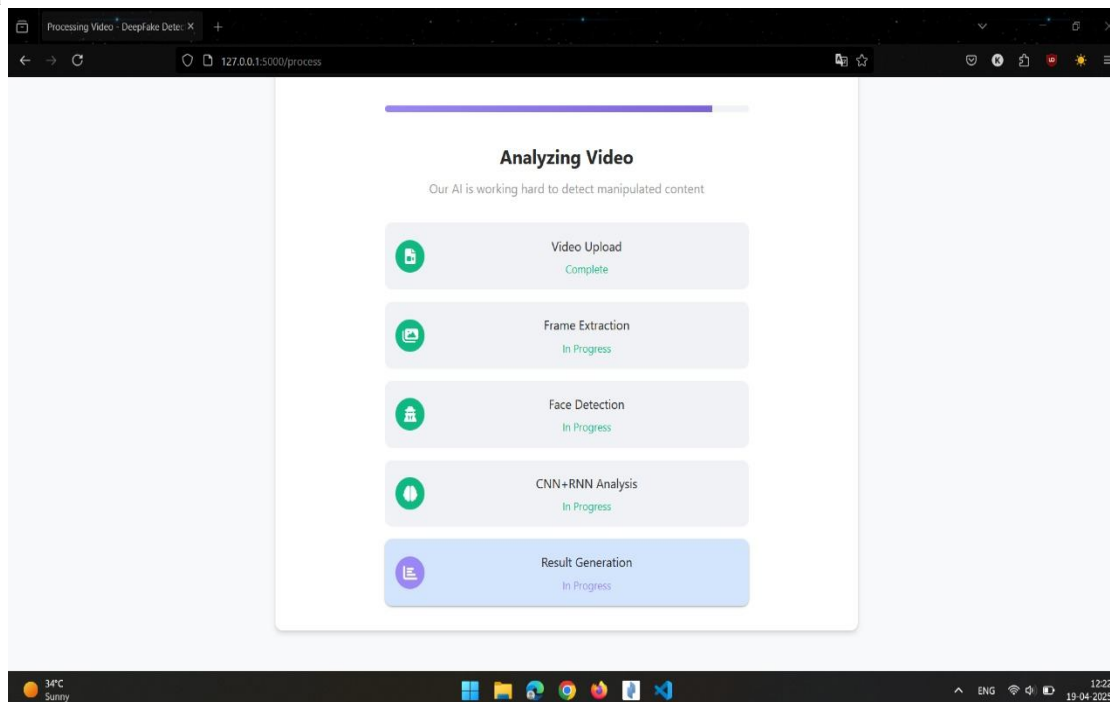 Processing Video - DeepFake Detec
127.0.0.1:5000/process
Analyzing Video
Our AI is working hard to detect manipulated content
Video Upload
Complete
Frame Extraction
In Progress
Face Detection
In Progress
CNN+RNN Analysis
In Progress
Result Generation
In Progress
34°C
Sunny
ENG
12:22
19-04-2025